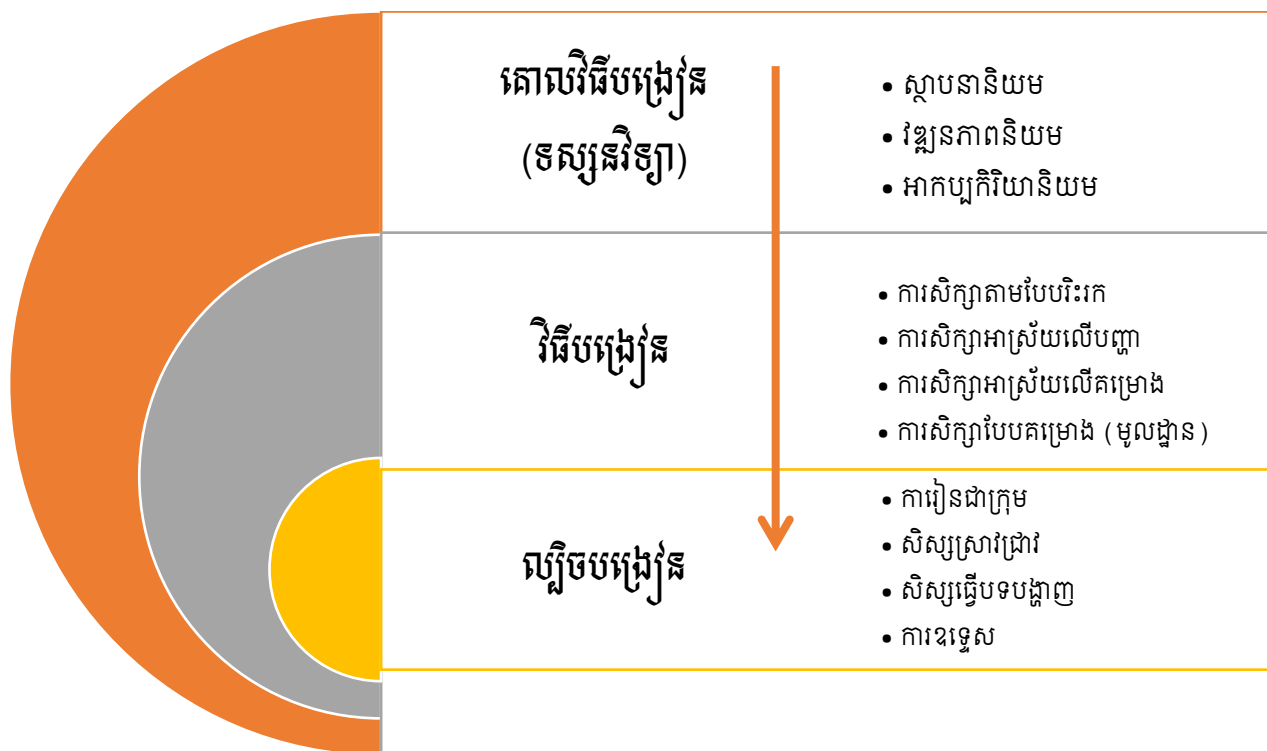 គោលវិធីបង្រៀន
(ទស្សនវិទ្យា)
• ស្ថាបនានិយម
• វឌ្ឍនភាពនិយម
• អាកប្បកិរិយានិយម
វិធីបង្រៀន
• ការសិក្សាតាមបែបរិះរក
• ការសិក្សាអាស្រ័យលើបញ្ហា
• ការសិក្សាអាស្រ័យលើគម្រោង
• ការសិក្សាបែបគម្រោង (មូលដ្ឋាន)
ល្បិចបង្រៀន
• ការៀនជាក្រុម
• សិស្សស្រាវជ្រាវ
• សិស្សធ្វើបទបង្ហាញ
• ការឧទ្ទេស